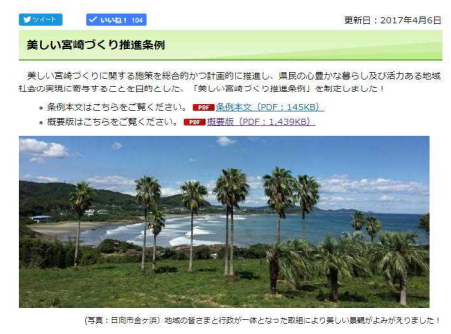 ツイート いいね！ 104 更新日：2017年4月6日
美しい宮崎づくり推進条例
美しい宮崎づくりに関する施策を総合的かつ計画的に推進し、県民の心豊かな暮らし及び活力ある地域
社会の実現に寄与することを目的とした、「美しい宮崎づくり推進条例」を制定しました！
条例本文はこちらをご覧ください。 PDF 条例本文（PDF：145KB）
概要版はこちらをご覧ください。 PDF 概要版（PDF：1,439KB）
(写真：日向市金ヶ浜）地域の皆さまと行政が一体となった取組により美しい景観がよみがえりました！